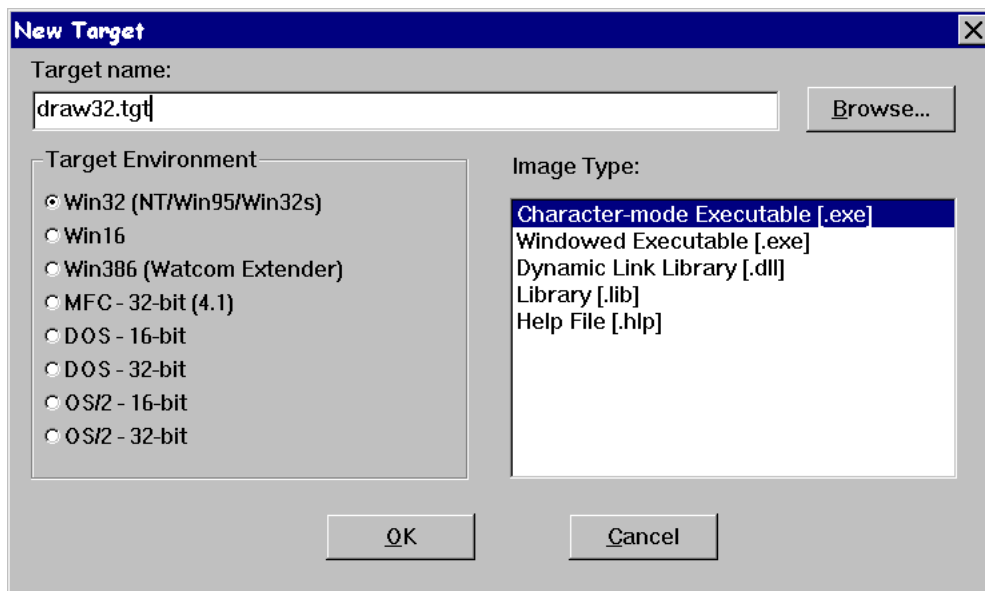 New Target
Target name:
draw32.tgt
Browse...
Target Environment
Win32 (NT/Win95/Win32s)
Win16
Win386 (Watcom Extender)
MFC - 32-bit (4.1)
DOS - 16-bit
DOS - 32-bit
OS/2 - 16-bit
OS/2 - 32-bit
Image Type:
Character-mode Executable [.exe]
Windowed Executable [.exe]
Dynamic Link Library [.dll]
Library [.lib]
Help File [.hlp]
OK
Cancel